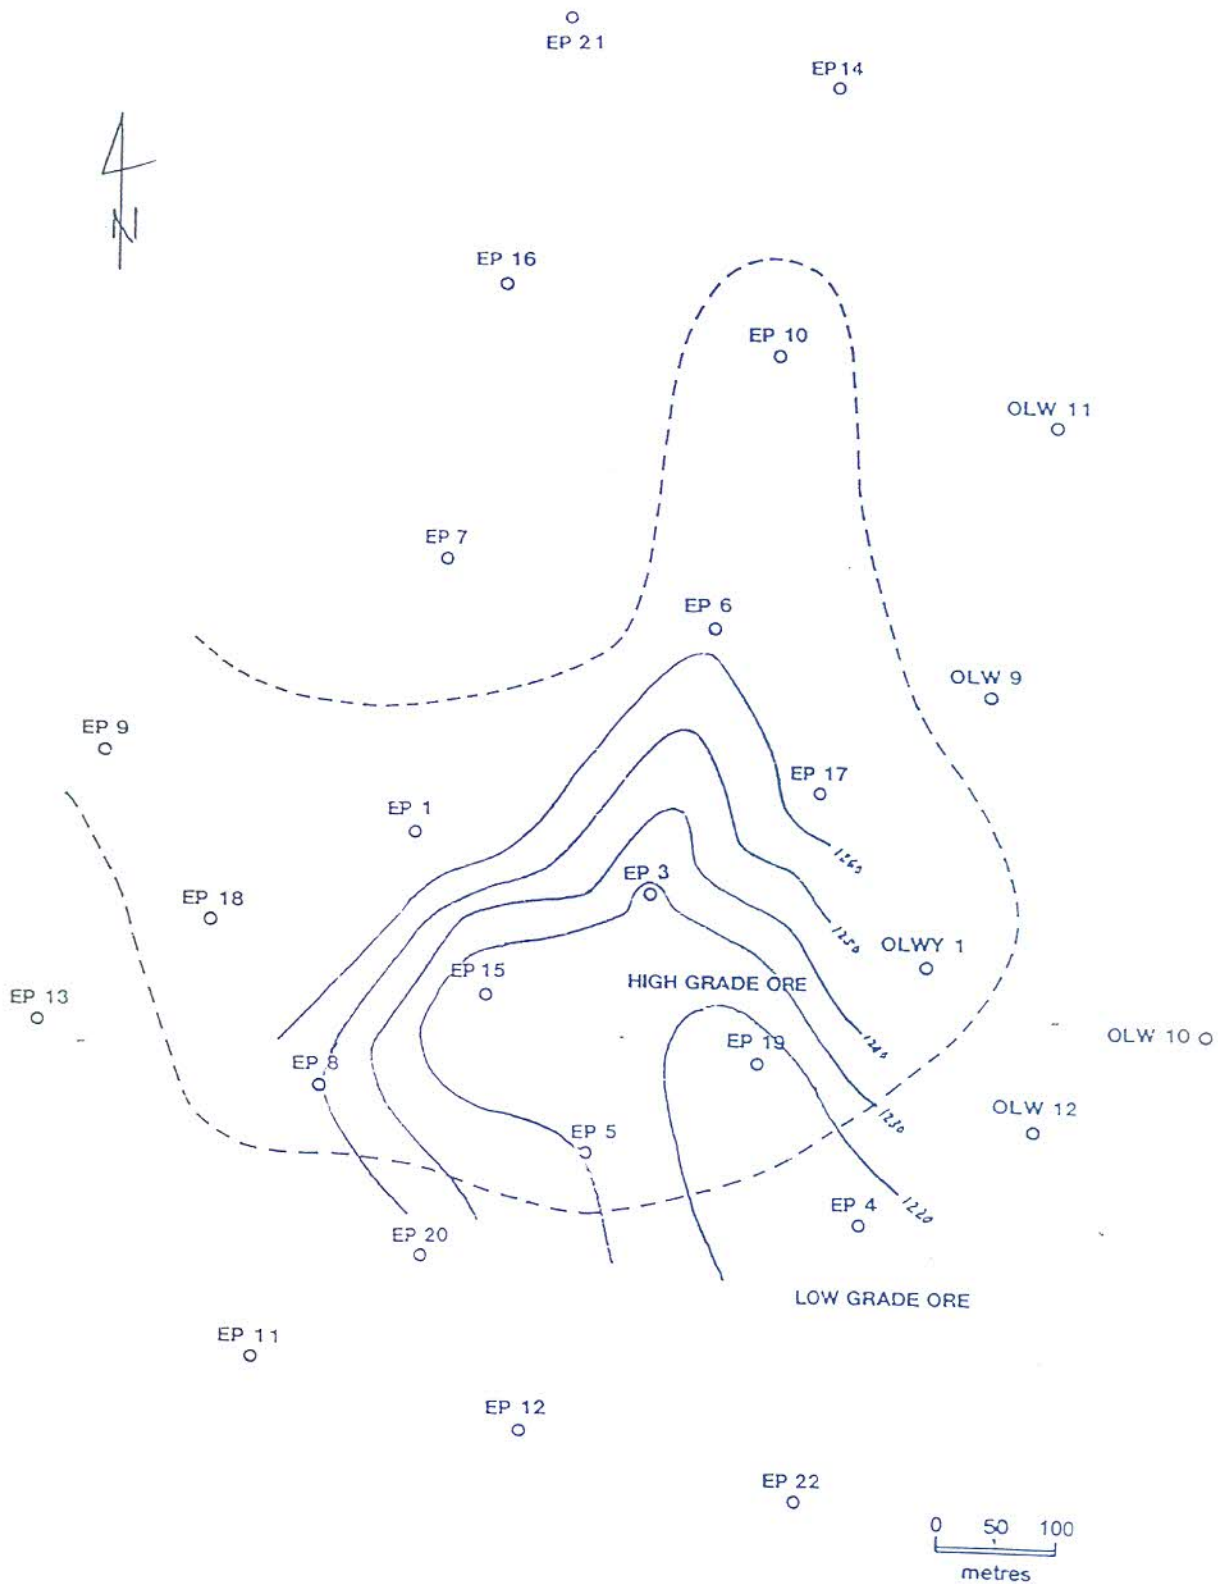 EP 21
EP 14
N
EP 16
EP 10
OLW 11
EP 7
EP 6
OLW 9
EP 9
EP 17
EP 1
1260
EP 3
EP 18
1250
OLWY 1
EP 15
HIGH GRADE ORE
EP 13
EP 19
1240
OLW 10
EP 8
1230
OLW 12
EP 5
EP 4
1220
EP 20
LOW GRADE ORE
EP 11
EP 12
EP 22
0 50 100
metres